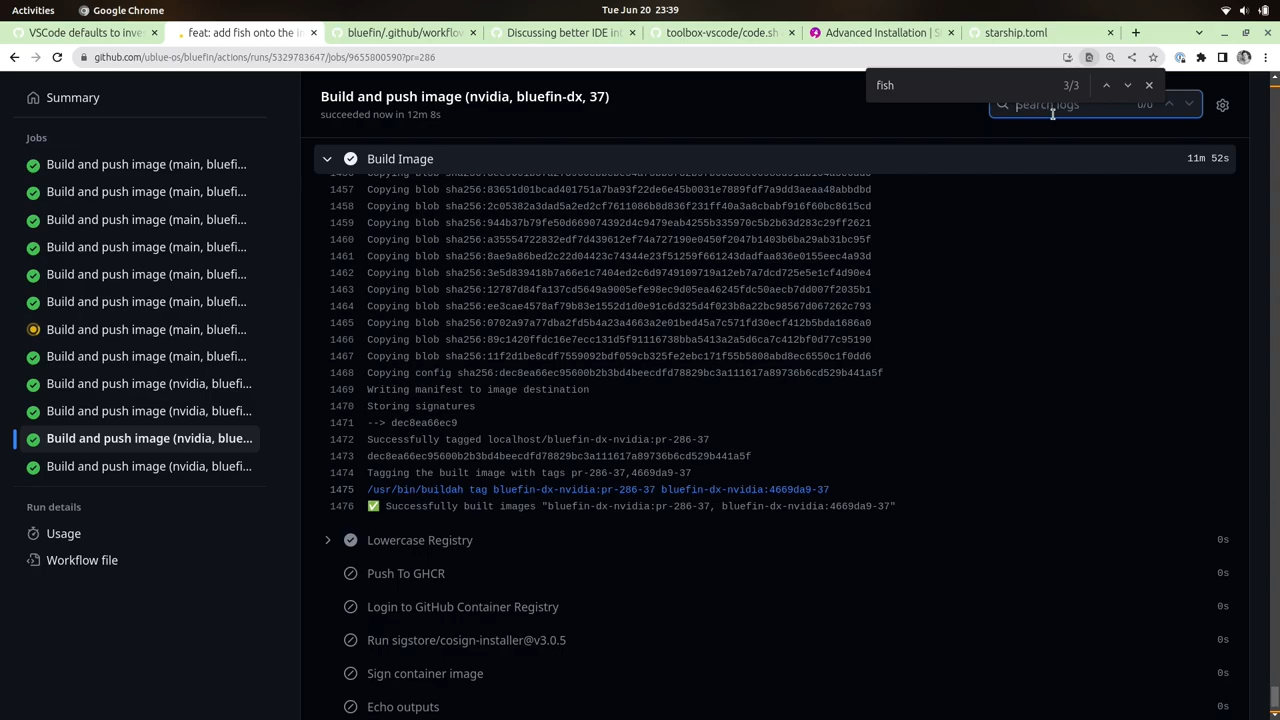 Activities
Google Chrome
Tue Jun 20 23:39
VSCode defaults to inve
feat: add fish onto the in
bluefin/.github/workflow
Discussing better IDE in
toolbox-vscode/code.sh
Advanced Installation | S
starship.toml
github.com/ublue-os/bluefin/actions/runs/5329783647/jobs/9655800590?pr=286
fish
3/3
Summary
Build and push image (nvidia, bluefin-dx, 37)
succeeded now in 12m 8s
Search logs
0/0
Jobs
Build and push image (main, bluefi...
Build and push image (main, bluefi...
Build and push image (main, bluefi...
Build and push image (main, bluefi...
Build and push image (main, bluefi...
Build and push image (main, bluefi...
Build and push image (main, bluefi...
Build and push image (main, bluefi...
Build and push image (nvidia, bluefi...
Build and push image (nvidia, bluefi...
Build and push image (nvidia, blue...
Build and push image (nvidia, bluefi...
Run details
Usage
Workflow file
Build Image
11m 52s
1457 Copying blob sha256:83651d01bcad401751a7ba93f22de6e45b0031e7889fdf7a9dd3aeaa48abbdbd
1458 Copying blob sha256:2c05382a3dad5a2ed2cf7611086b8d836f231ff40a3a8cbabf916f60bc8615cd
1459 Copying blob sha256:944b37b79fe50d669074392d4c9479eab4255b335970c5b2b63d283c29ff2621
1460 Copying blob sha256:a35554722832edf7d439612ef74a727190e0450f2047b1403b6ba29ab31bc95f
1461 Copying blob sha256:8ae9a86bed2c22d04423c74344e23f51259f661243dadfaa836e0155eec4a93d
1462 Copying blob sha256:3e5d839418b7a66e1c7404ed2c6d9749109719a12eb7a7dcd725e5e1cf4d90e4
1463 Copying blob sha256:12787d84fa137cd5649a9005efe98ec9d05ea46245fdc50aecb7dd007f2035b1
1464 Copying blob sha256:ee3cae4578af79b83e1552d1d0e91c6d325d4f023b8a22bc98567d067262c793
1465 Copying blob sha256:0702a97a77dba2fd5b4a23a4663a2e01bed45a7c571fd30ecf412b5bda1686a0
1466 Copying blob sha256:89c1420ffdc16e7ecc131d5f91116738bba5413a2a5d6ca7c412bf0d77c95190
1467 Copying blob sha256:11f2d1be8cdf7559092bdf059cb325fe2ebc171f55b5808abd8ec6550c1f0dd6
1468 Copying config sha256:dec8ea66ec95600b2b3bd4beecdfd78829bc3a111617a89736b6cd529b441a5f
1469 Writing manifest to image destination
1470 Storing signatures
1471 --> dec8ea66ec9
1472 Successfully tagged localhost/bluefin-dx-nvidia:pr-286-37
1473 dec8ea66ec95600b2b3bd4beecdfd78829bc3a111617a89736b6cd529b441a5f
1474 Tagging the built image with tags pr-286-37,4669da9-37
1475 /usr/bin/buildah tag bluefin-dx-nvidia:pr-286-37 bluefin-dx-nvidia:4669da9-37
1476 ✅ Successfully built images "bluefin-dx-nvidia:pr-286-37, bluefin-dx-nvidia:4669da9-37"
Lowercase Registry
0s
Push To GHCR
0s
Login to GitHub Container Registry
0s
Run sigstore/cosign-installer@v3.0.5
0s
Sign container image
0s
Echo outputs
0s